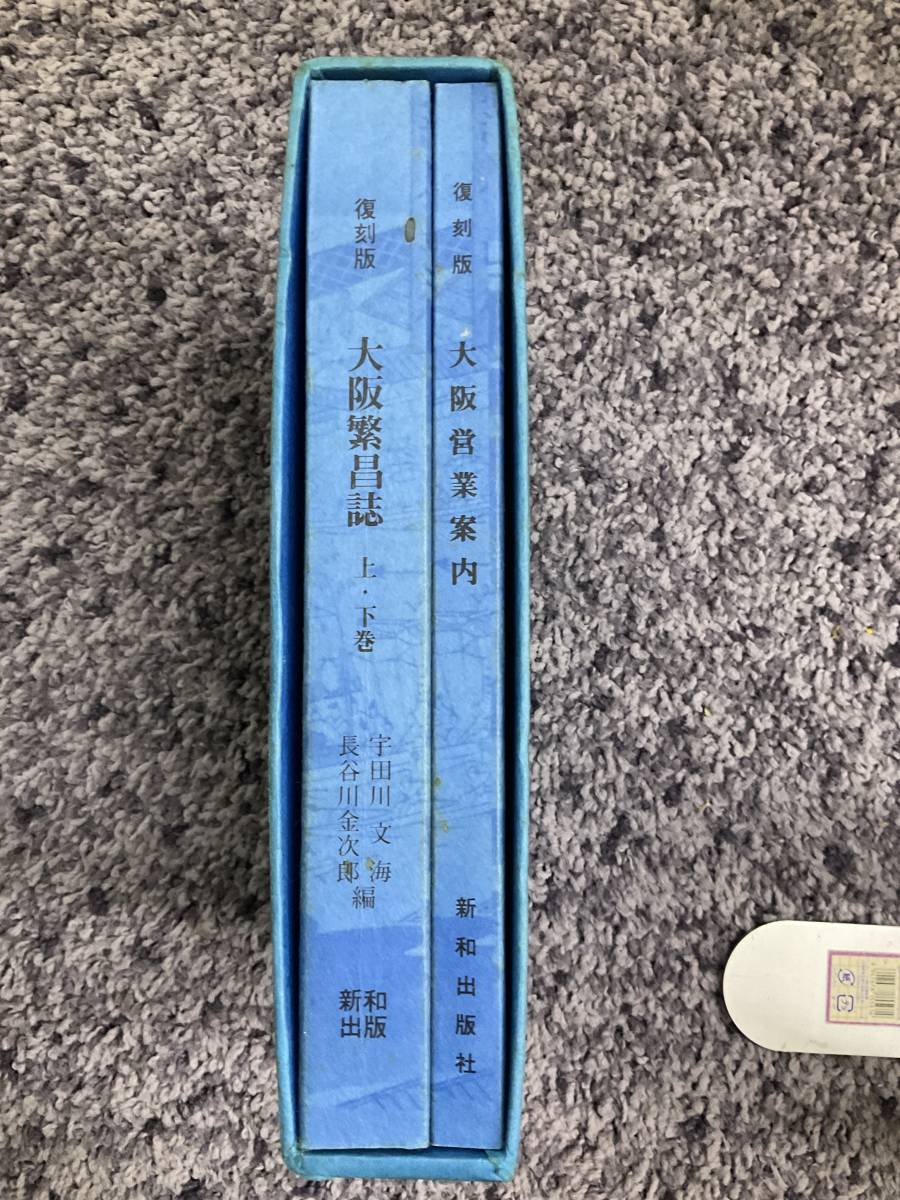 復刻版
大阪繁昌誌
上・下巻
宇田川 文海
長谷川金次郎
編
新和
出版
復刻版
大阪営業案内
新和出版社